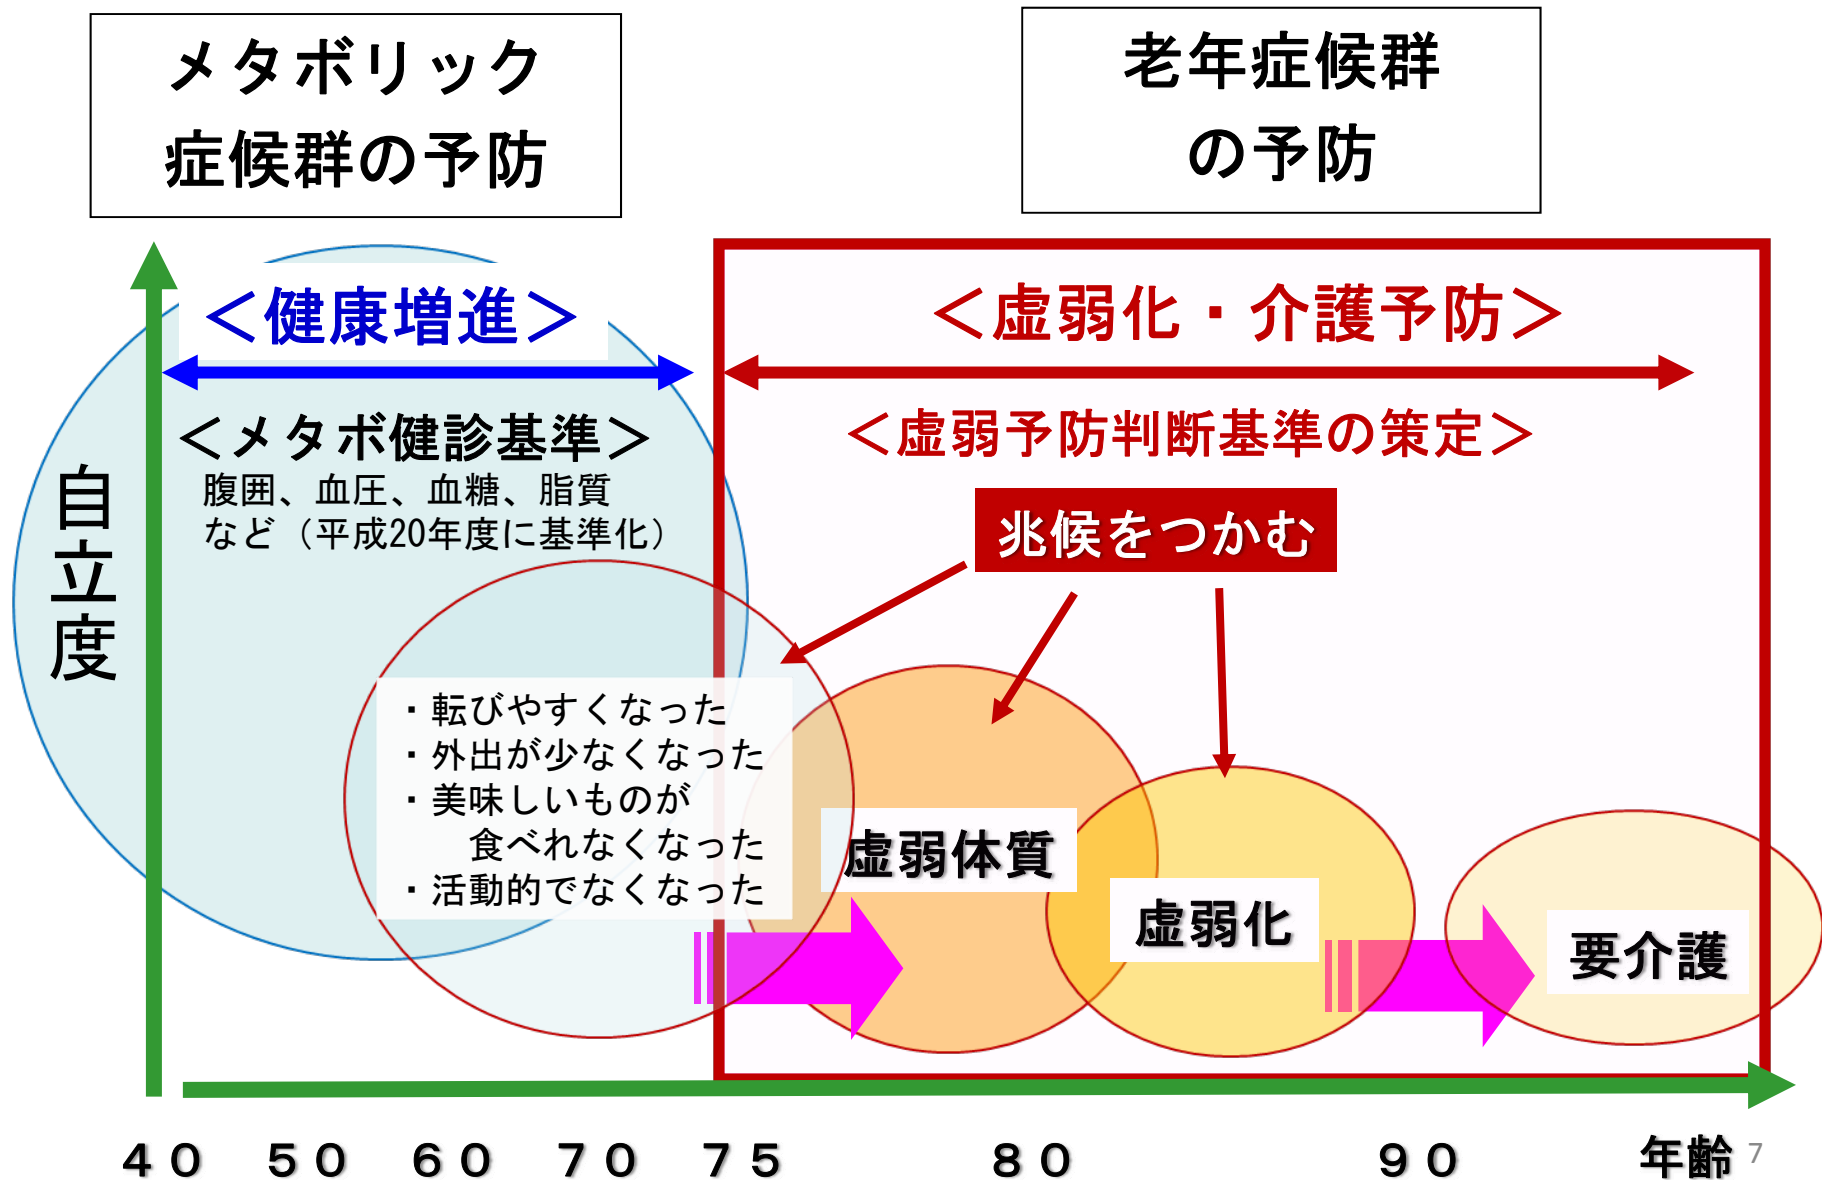 メタボリック
症候群の予防
老年症候群
の予防
＜健康増進＞
＜虚弱化・介護予防＞
＜メタボ健診基準＞
腹囲、血圧、血糖、脂質
など（平成20年度に基準化）
＜虚弱予防判断基準の策定＞
自立度
兆候をつかむ
・転びやすくなった
・外出が少なくなった
・美味しいものが
食べれなくなった
・活動的でなくなった
虚弱体質
虚弱化
要介護
４０ ５０ ６０ ７０ ７５ ８０ ９０ 年齢 7